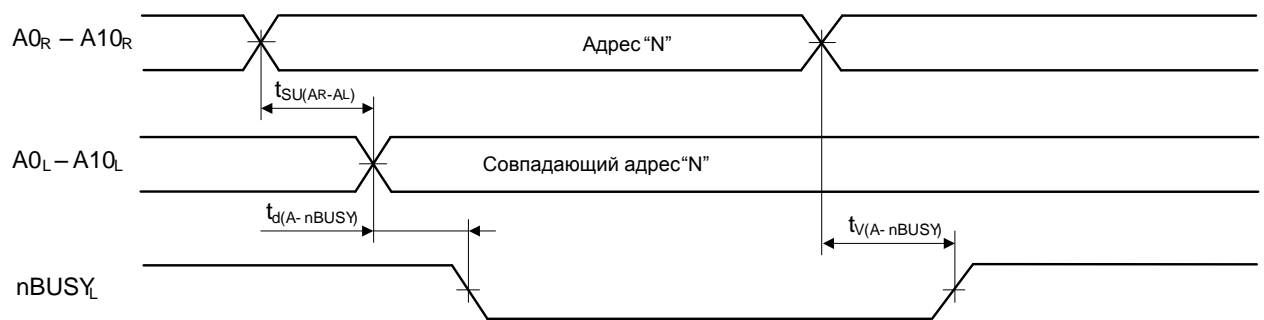 A0R – A10R
Адрес “N”
tSU(AR-AL)
A0L – A10L
Совпадающий адрес “N”
td(A- nBUSY)
tV(A- nBUSY)
nBUSYL